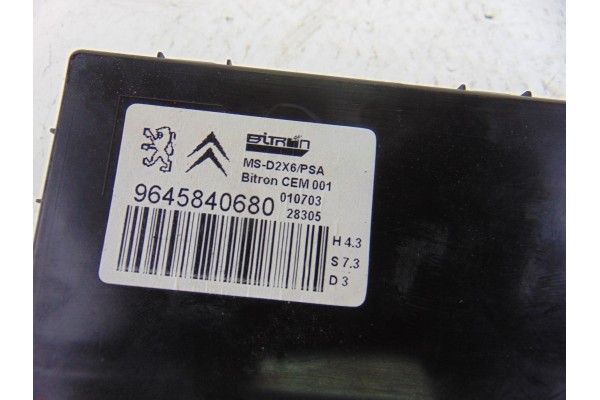 BiTRON
MS-D2X6/PSA
Bitron CEM 001
9645840680
010703
28305
H 4.3
S 7.3
D 3